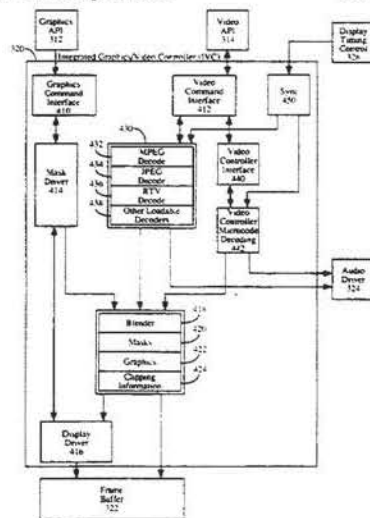 Graphics
API
312
Video
API
314
Display
Timing
Control
326
320
Integrated Graphics/Video Controller (IVC)
Graphics
Command
Interface
410
Video
Command
Interface
412
Sync
450
430
432
MPEG
Decode
434
JPEG
Decode
436
RTV
Decode
438
Other Loadable
Decoders
Mask
Driver
414
Video
Controller
Interface
440
Video
Controller
Microcode
Decoding
442
Audio
Driver
324
Blender
418
Masks
420
Graphics
422
Clipping
Information
424
Display
Driver
416
Frame
Buffer
322